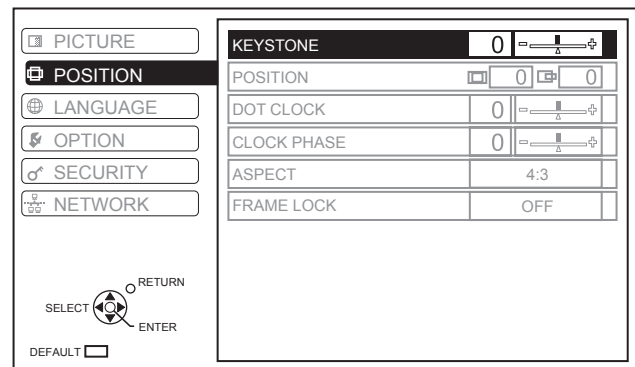 PICTURE
POSITION
LANGUAGE
OPTION
SECURITY
NETWORK
RETURN
SELECT
ENTER
DEFAULT
KEYSTONE 0 - +
POSITION 0 0
DOT CLOCK 0 - +
CLOCK PHASE 0 - +
ASPECT 4:3
FRAME LOCK OFF